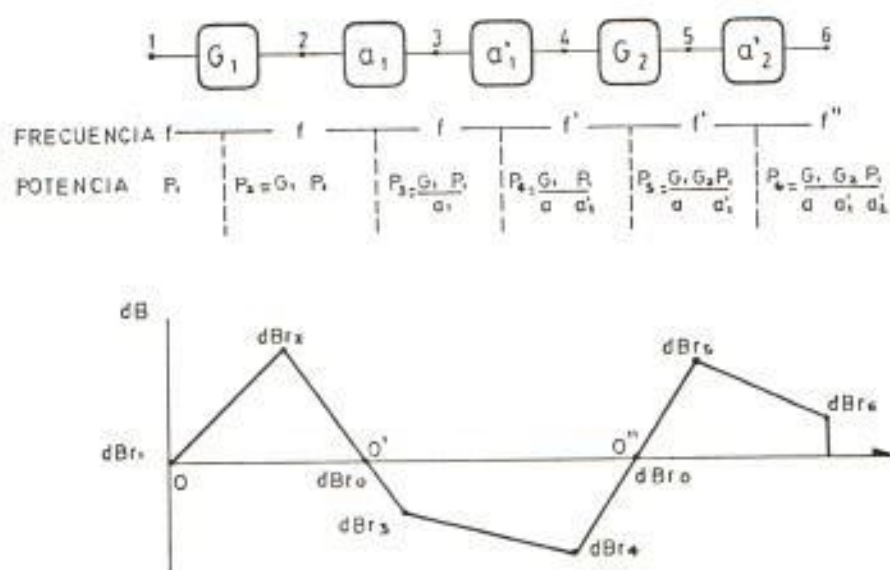 1 G₁ 2 a₁ 3 a'₁ 4 G₂ 5 a'₂ 6
FRECUENCIA f f f f' f' f"
POTENCIA P₁ P₂ = G₁ P₁ P₃ = G₁ P₁ / a₁ P₄ = G₁ P₁ / a a'₁ P₅ = G₁ G₂ P₁ / a a'₁ P₆ = G₁ G₂ P₁ / a a'₁ a'₂
dB
dBr₂ dBr₅
dBr₆
dBr₁ O' O"
O dBr₀ dBr₀
dBr₃
dBr₄